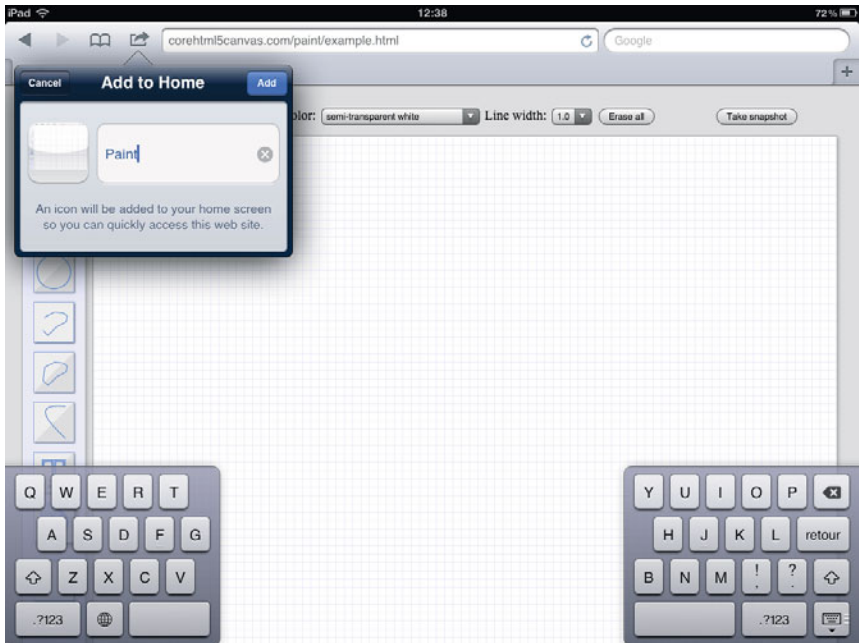 iPad 12:38 72 %
corehtml5canvas.com/paint/example.html Google
Cancel Add to Home Add
olor: semi-transparent white Line width: 1.0 Erase all Take snapshot
Paint
An icon will be added to your home screen
so you can quickly access this web site.
Q W E R T Y U I O P
A S D F G H J K L retour
Z X C V B N M ! , ? .
.?123 .?123